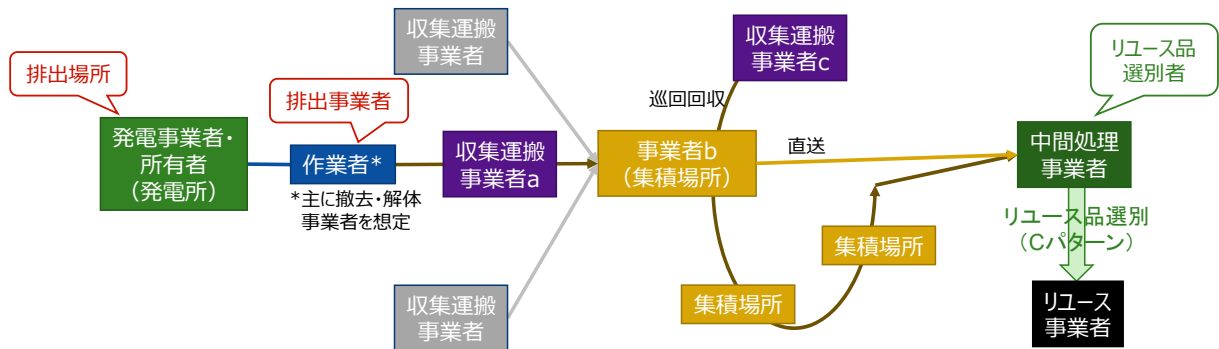 収集運搬
事業者
収集運搬
事業者c
リユース品
選別者
排出場所
排出事業者
巡回回収
発電事業者・
所有者
（発電所）
作業者*
収集運搬
事業者a
事業者b
（集積場所）
直送
中間処理
事業者
*主に撤去・解体
事業者を想定
リユース品選別
（Cパターン）
集積場所
集積場所
収集運搬
事業者
リユース
事業者